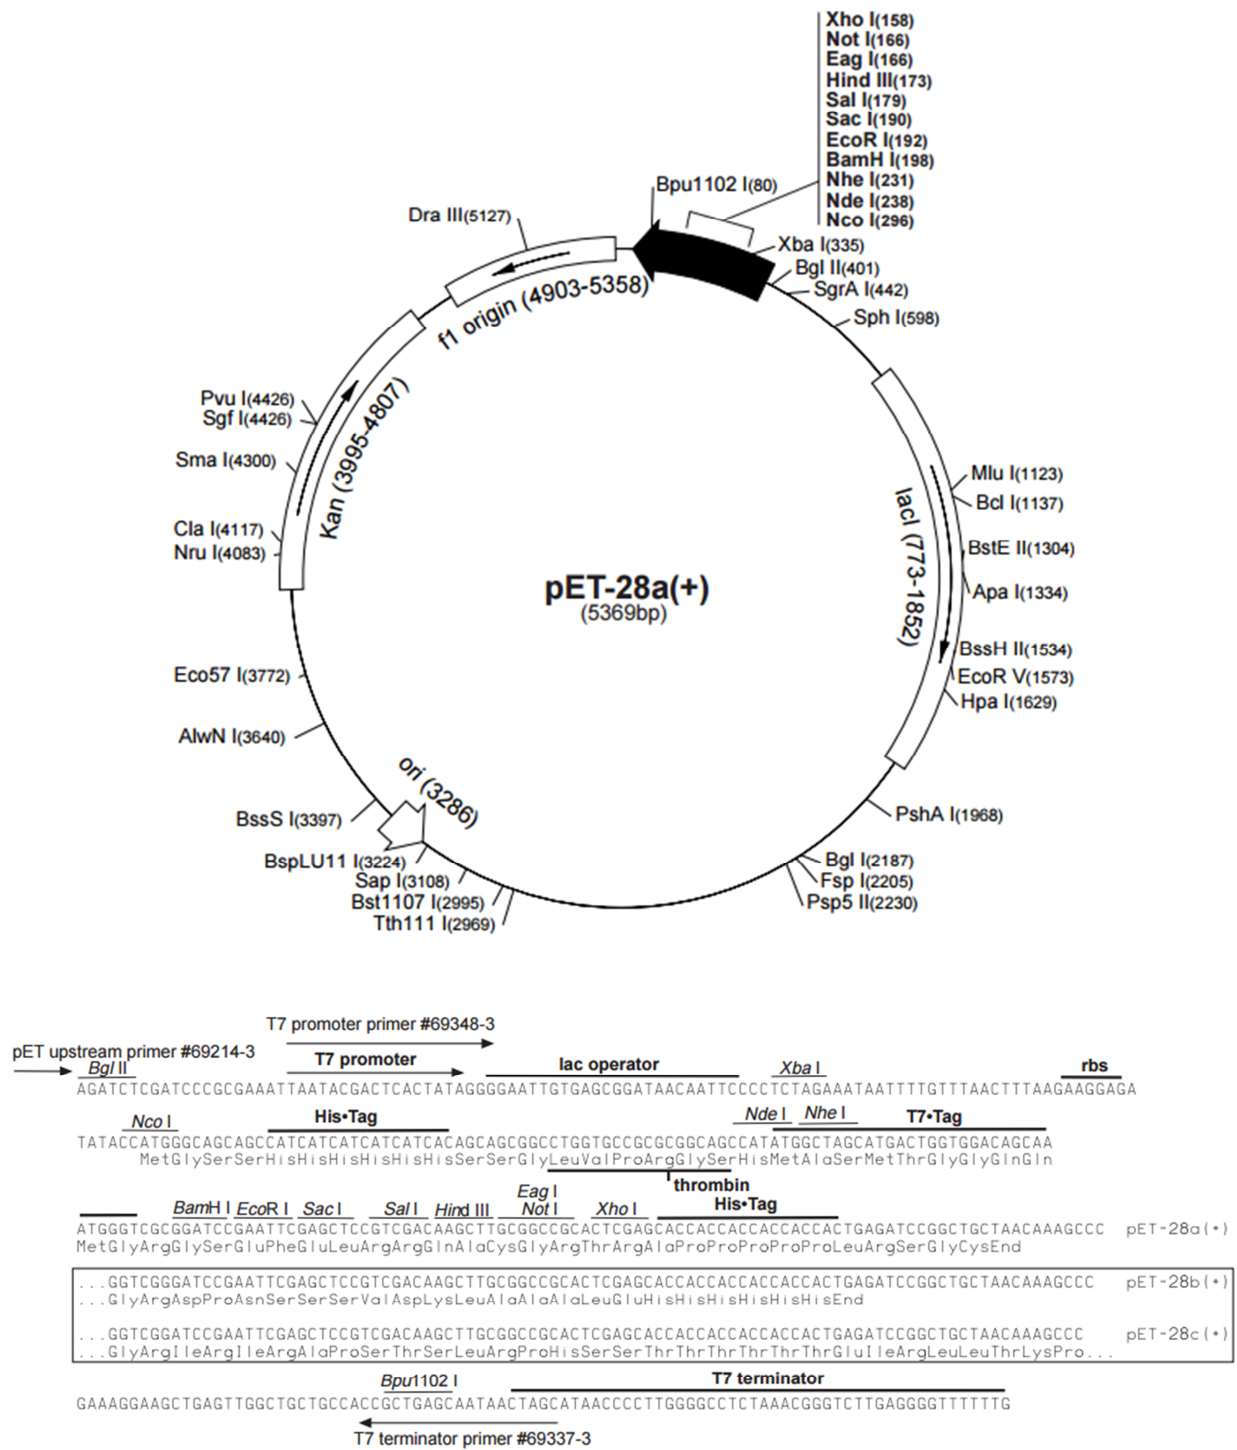 Xho I(158)
Not I(166)
Eag I(166)
Hind III(173)
Sal I(179)
Sac I(190)
EcoR I(192)
BamH I(198)
Nhe I(231)
Nde I(238)
Nco I(296)
Bpu1102 I(80)
Dra III(5127)
Xba I(335)
Bgl II(401)
SgrA I(442)
Sph I(598)
f1 origin (4903-5358)
Pvu I(4426)
Sgf I(4426)
Sma I(4300)
Kan (3995-4807)
Cla I(4117)
Nru I(4083)
Mlu I(1123)
Bcl I(1137)
lacI (773-1852)
BstE II(1304)
Apa I(1334)
pET-28a(+)
(5369bp)
BssH II(1534)
EcoR V(1573)
Hpa I(1629)
Eco57 I(3772)
AlwN I(3640)
ori (3286)
BssS I(3397)
PshA I(1968)
BspLU11 I(3224)
Sap I(3108)
Bst1107 I(2995)
Tth111 I(2969)
Bgl I(2187)
Fsp I(2205)
Psp5 II(2230)
T7 promoter primer #69348-3
pET upstream primer #69214-3
Bgl II T7 promoter lac operator Xba I rbs
AGATCTCGATCCCGCGAAATTAATACGACTCACTATAGGGGAATTGTGAGCGGATAACAATTCCCCTCTAGAAATAATTTTGTTTAACTTTAAGAAGGAGA
Nco I His•Tag Nde I Nhe I T7•Tag
TATACCATGGGCAGCAGCCATCATCATCATCATCACAGCAGCGGCCTGGTGCCGCGCGGCAGCCATATGGCTAGCATGACTGGTGGACAGCAA
MetGlySerSerHisHisHisHisHisHisSerSerGlyLeuValProArgGlySerHisMetAlaSerMetThrGlyGlyGlnGln
thrombin
Eag I
BamH I EcoR I Sac I Sal I Hind III Not I Xho I His•Tag
ATGGGTCGCGGATCCGAATTCGAGCTCCGTCGACAAGCTTGCGGCCGCACTCGAGCACCACCACCACCACCACTGAGATCCGGCTGCTAACAAAGCCC pET-28a(+)
MetGlyArgGlySerGluPheGluLeuArgArgGlnAlaCysGlyArgThrArgAlaProProProProProLeuArgSerGlyCysEnd
...GGTCGGGATCCGAATTCGAGCTCCGTCGACAAGCTTGCGGCCGCACTCGAGCACCACCACCACCACCACTGAGATCCGGCTGCTAACAAAGCCC pET-28b(+)
...GlyArgAspProAsnSerSerSerValAspLysLeuAlaAlaAlaLeuGluHisHisHisHisHisHisEnd
...GGTCGGATCCGAATTCGAGCTCCGTCGACAAGCTTGCGGCCGCACTCGAGCACCACCACCACCACCACTGAGATCCGGCTGCTAACAAAGCCC pET-28c(+)
...GlyArgIleArgIleArgAlaProSerThrSerLeuArgProHisSerSerThrThrThrThrThrThrGluIleArgLeuLeuThrLysPro...
Bpu1102 I T7 terminator
GAAAGGAAGCTGAGTTGGCTGCTGCCACCGCTGAGCAATAACTAGCATAACCCCTTGGGGCCTCTAAACGGGTCTTGAGGGGTTTTTTG
T7 terminator primer #69337-3